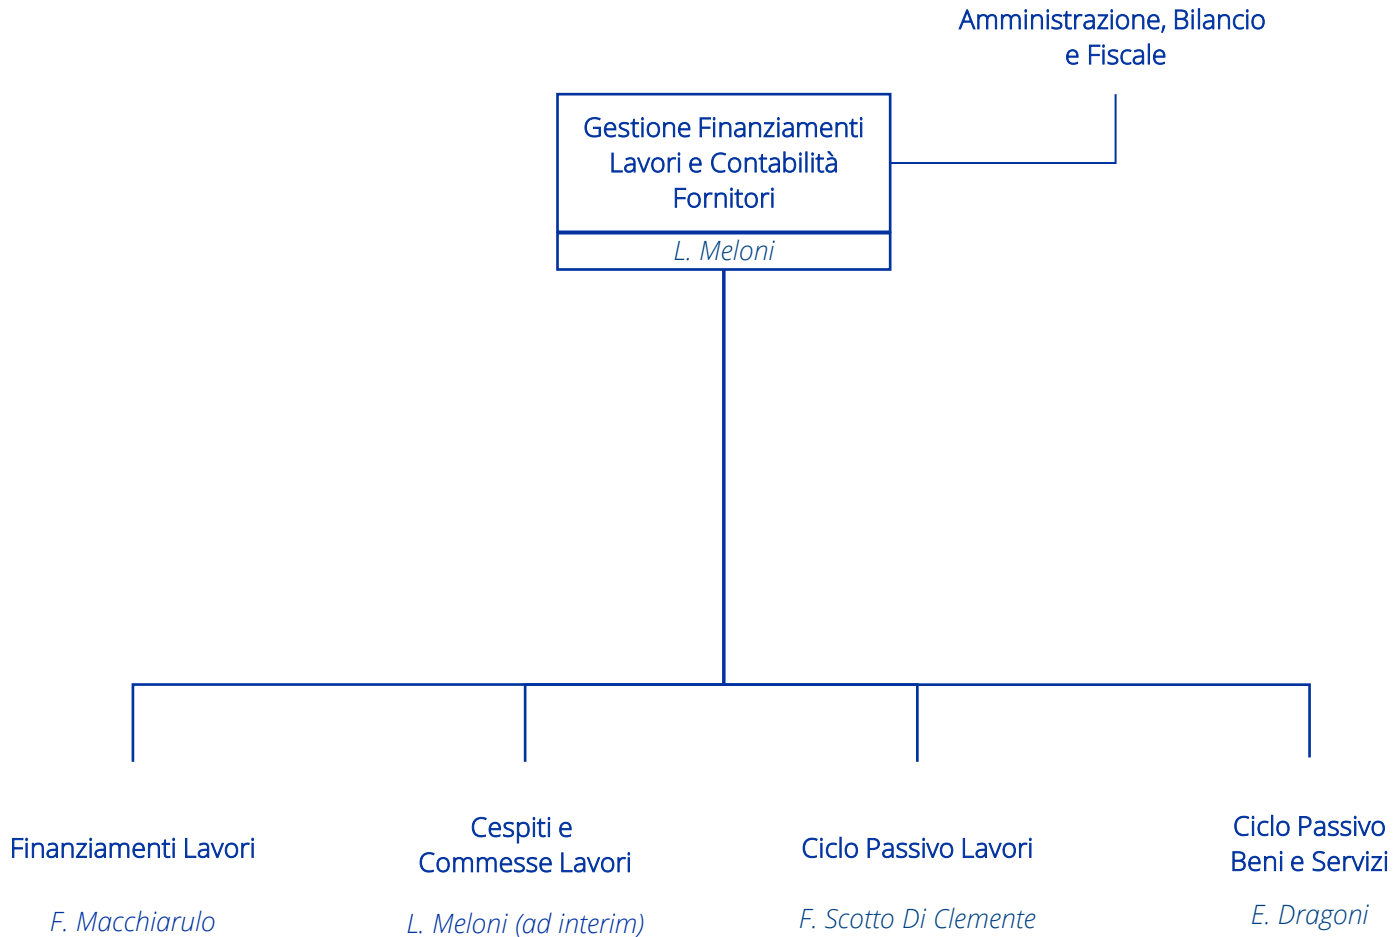 Amministrazione, Bilancio
e Fiscale
Gestione Finanziamenti
Lavori e Contabilità
Fornitori
L. Meloni
Finanziamenti Lavori
F. Macchiarulo
Cespiti e
Commesse Lavori
L. Meloni (ad interim)
Ciclo Passivo Lavori
F. Scotto Di Clemente
Ciclo Passivo
Beni e Servizi
E. Dragoni